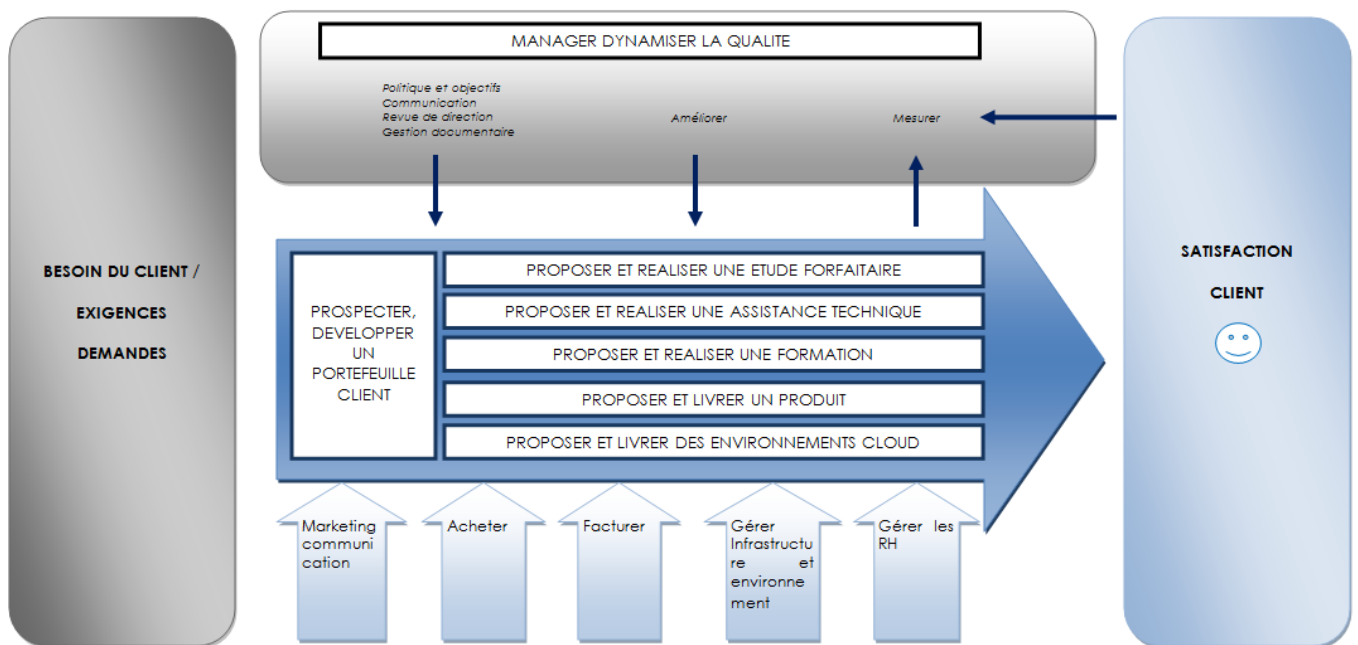 MANAGER DYNAMISER LA QUALITE
Politique et objectifs
Communication
Revue de direction
Gestion documentaire
Améliorer
Mesurer
BESOIN DU CLIENT /
EXIGENCES
DEMANDES
PROSPECTER,
DEVELOPPER
UN
PORTEFEUILLE
CLIENT
PROPOSER ET REALISER UNE ETUDE FORFAITAIRE
PROPOSER ET REALISER UNE ASSISTANCE TECHNIQUE
PROPOSER ET REALISER UNE FORMATION
PROPOSER ET LIVRER UN PRODUIT
PROPOSER ET LIVRER DES ENVIRONNEMENTS CLOUD
SATISFACTION
CLIENT
Marketing
communi
cation
Acheter
Facturer
Gérer
Infrastructu
re et
environne
ment
Gérer les
RH